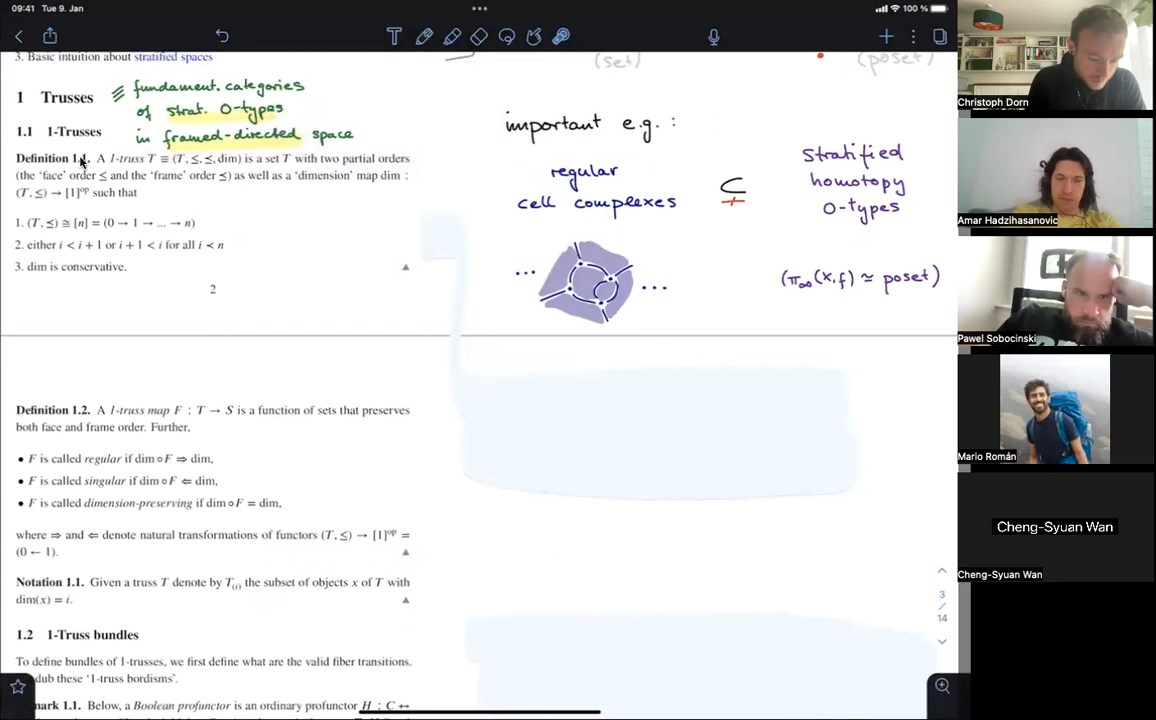 09:41 Tue 9. Jan
100 %
3. Basic intuition about stratified spaces
(set)
(poset)
1 Trusses
fundament. categories
of strat. 0-types
in framed-directed space
1.1 1-Trusses
Definition 1.1. A 1-truss T ≡ (T, ≤, ⪯, dim) is a set T with two partial orders
(the ‘face’ order ≤ and the ‘frame’ order ⪯) as well as a ‘dimension’ map dim :
(T, ≤) → [1]ᵒᵖ such that
1. (T, ⪯) ≅ [n] = (0 → 1 → ... → n)
2. either i < i + 1 or i + 1 < i for all i ≺ n
3. dim is conservative. ▲
2
important e.g. :
regular
cell complexes
⊂
+
stratified
homotopy
0-types
... ...
(π∞(x,f) ≃ poset)
Definition 1.2. A 1-truss map F : T → S is a function of sets that preserves
both face and frame order. Further,
• F is called regular if dim ∘ F ⇒ dim,
• F is called singular if dim ∘ F ⇐ dim,
• F is called dimension-preserving if dim ∘ F = dim,
where ⇒ and ⇐ denote natural transformations of functors (T, ≤) → [1]ᵒᵖ =
(0 ← 1). ▲
Notation 1.1. Given a truss T denote by T₍ᵢ₎ the subset of objects x of T with
dim(x) = i. ▲
1.2 1-Truss bundles
To define bundles of 1-trusses, we first define what are the valid fiber transitions.
dub these ‘1-truss bordisms’.
mark 1.1. Below, a Boolean profunctor is an ordinary profunctor H : C ↔
3
/
14
Christoph Dorn
Amar Hadzihasanovic
Pawel Sobocinski
Mario Román
Cheng-Syuan Wan
Cheng-Syuan Wan